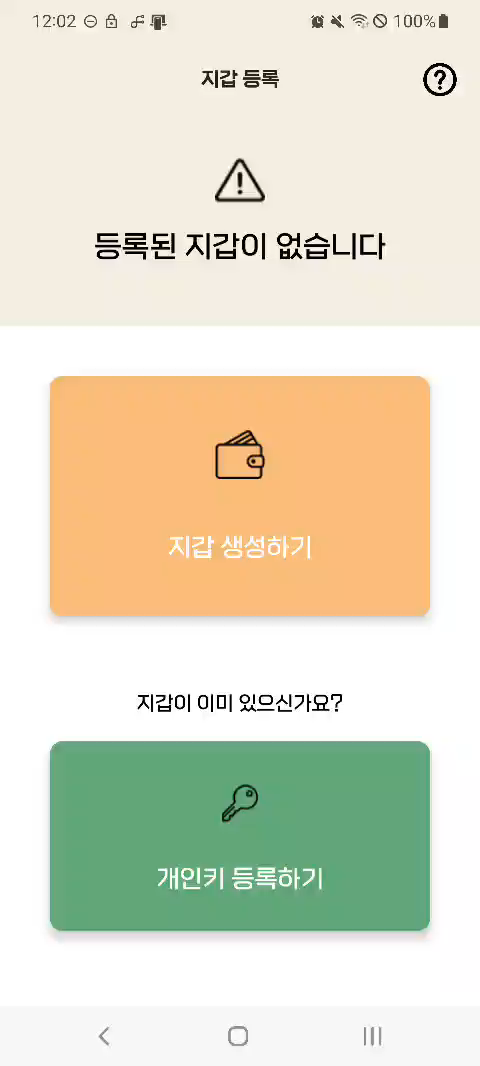 12:02
100%
지갑 등록
등록된 지갑이 없습니다
지갑 생성하기
지갑이 이미 있으신가요?
개인키 등록하기